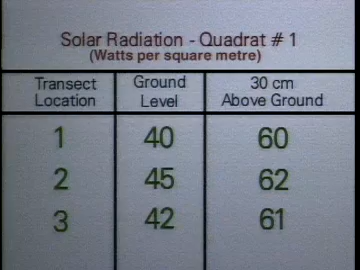 Solar Radiation - Quadrat # 1
(Watts per square metre)
Transect Location | Ground Level | 30 cm Above Ground
1 | 40 | 60
2 | 45 | 62
3 | 42 | 61